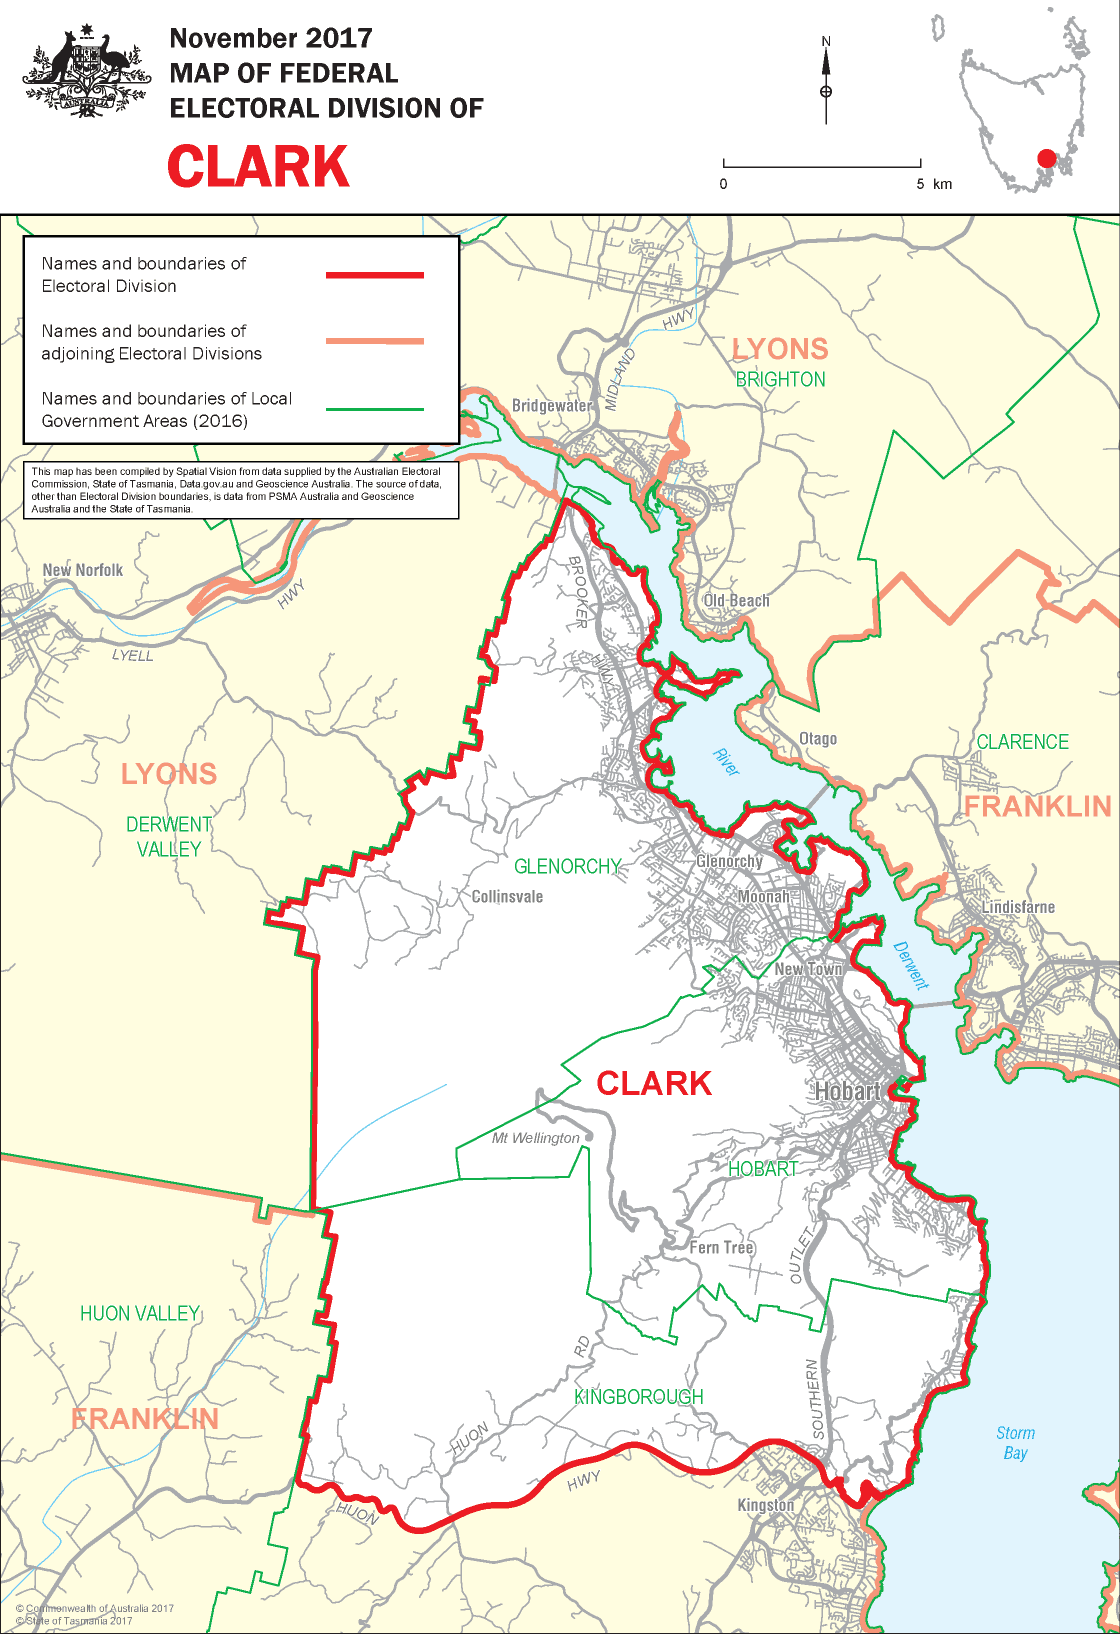 AUSTRALIA
November 2017
MAP OF FEDERAL
ELECTORAL DIVISION OF
CLARK
N
0
5 km
Names and boundaries of
Electoral Division
Names and boundaries of
adjoining Electoral Divisions
Names and boundaries of Local
Government Areas (2016)
This map has been compiled by Spatial Vision from data supplied by the Australian Electoral
Commission, State of Tasmania, Data.gov.au and Geoscience Australia. The source of data,
other than Electoral Division boundaries, is data from PSMA Australia and Geoscience
Australia and the State of Tasmania.
HWY
LYONS
BRIGHTON
MIDLAND
Bridgewater
New Norfolk
HWY
BROOKER
Old Beach
LYELL
HWY
Otago
CLARENCE
River
LYONS
FRANKLIN
DERWENT
VALLEY
GLENORCHY
Glenorchy
Collinsvale
Moonah
Lindisfarne
New Town
Derwent
CLARK
Hobart
Mt Wellington
HOBART
Fern Tree
OUTLET
HUON VALLEY
RD
KINGBOROUGH
SOUTHERN
FRANKLIN
HUON
Storm
Bay
HWY
HUON
Kingston
© Commonwealth of Australia 2017
© State of Tasmania 2017